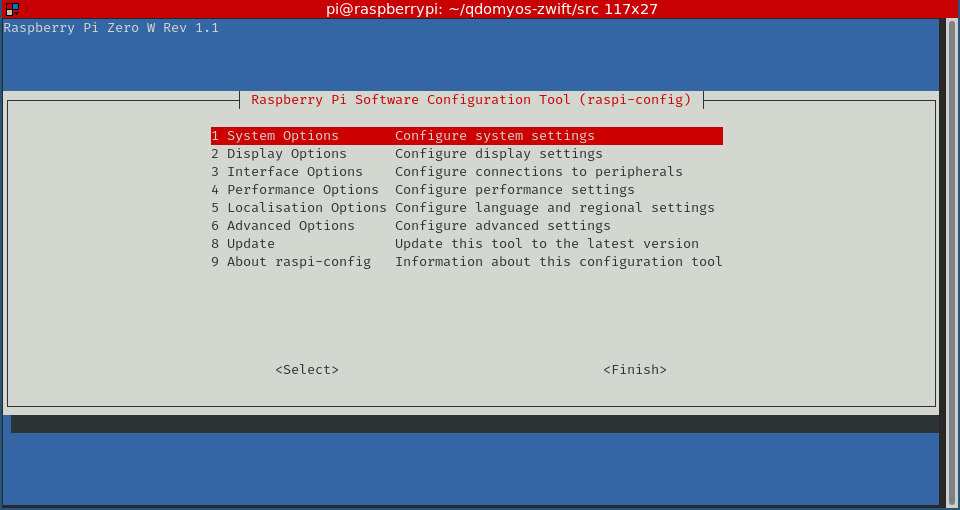 pi@raspberrypi: ~/qdomyos-zwift/src 117x27
Raspberry Pi Zero W Rev 1.1
Raspberry Pi Software Configuration Tool (raspi-config)
1 System Options Configure system settings
2 Display Options Configure display settings
3 Interface Options Configure connections to peripherals
4 Performance Options Configure performance settings
5 Localisation Options Configure language and regional settings
6 Advanced Options Configure advanced settings
8 Update Update this tool to the latest version
9 About raspi-config Information about this configuration tool
<Select> <Finish>